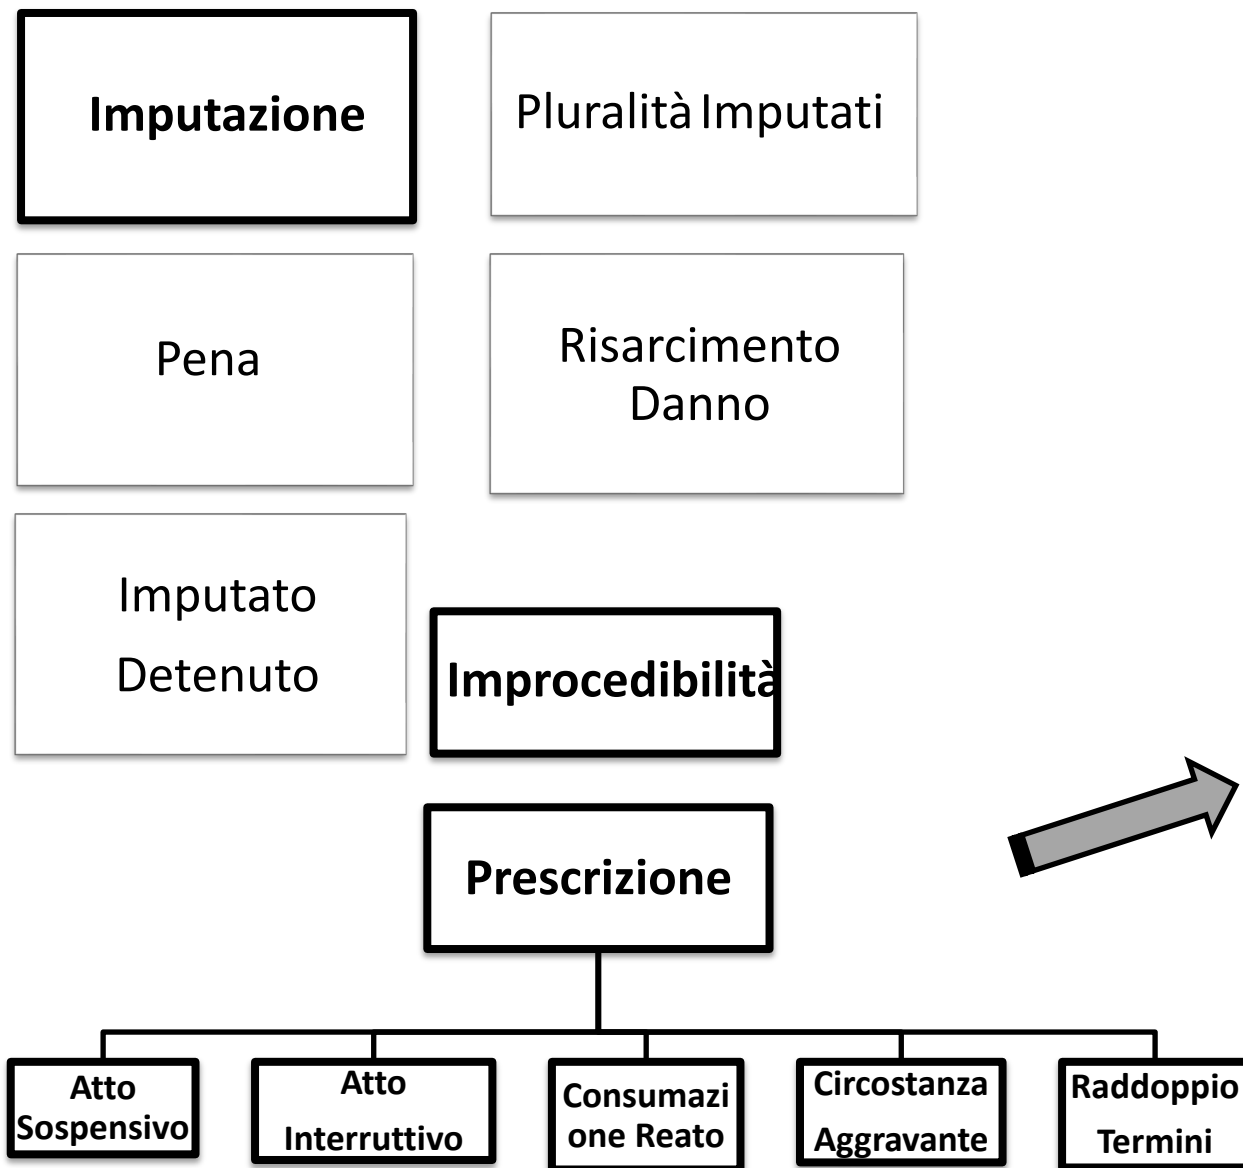 Imputazione
Pluralità Imputati
Pena
Risarcimento
Danno
Imputato
Detenuto
Improcedibilità
Prescrizione
Atto
Sospensivo
Atto
Interruttivo
Consumazi
one Reato
Circostanza
Aggravante
Raddoppio
Termini